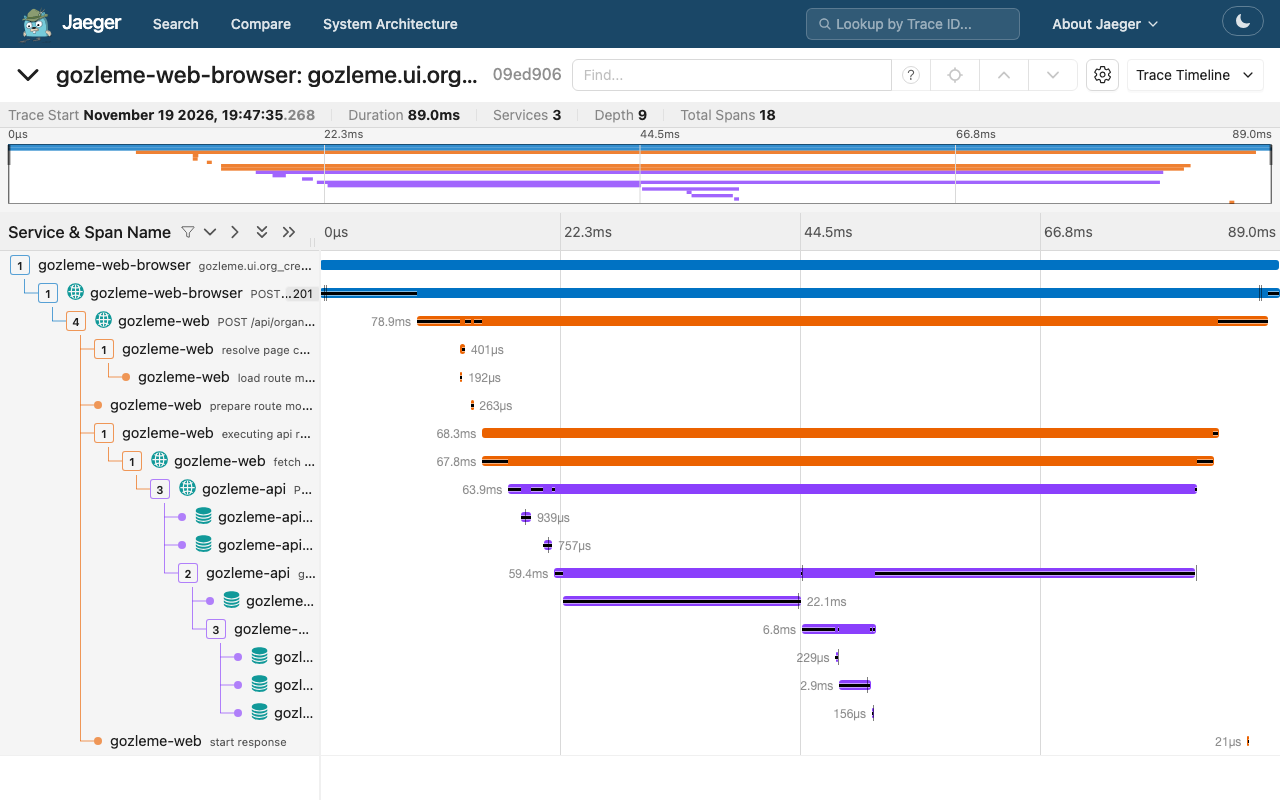 Jaeger Search Compare System Architecture Lookup by Trace ID... About Jaeger
gozleme-web-browser: gozleme.ui.org... 09ed906 Find... ? Trace Timeline
Trace Start November 19 2026, 19:47:35.268 Duration 89.0ms Services 3 Depth 9 Total Spans 18
0μs 22.3ms 44.5ms 66.8ms 89.0ms
Service & Span Name 0μs 22.3ms 44.5ms 66.8ms 89.0ms
1 gozleme-web-browser gozleme.ui.org_cre...
1 gozleme-web-browser POST... 201
4 gozleme-web POST /api/organ... 78.9ms
1 gozleme-web resolve page c... 401μs
gozleme-web load route m... 192μs
gozleme-web prepare route mo... 263μs
1 gozleme-web executing api r... 68.3ms
1 gozleme-web fetch ... 67.8ms
3 gozleme-api P... 63.9ms
gozleme-api... 939μs
gozleme-api... 757μs
2 gozleme-api g... 59.4ms
gozleme... 22.1ms
3 gozleme-... 6.8ms
gozl... 229μs
gozl... 2.9ms
gozl... 156μs
gozleme-web start response 21μs